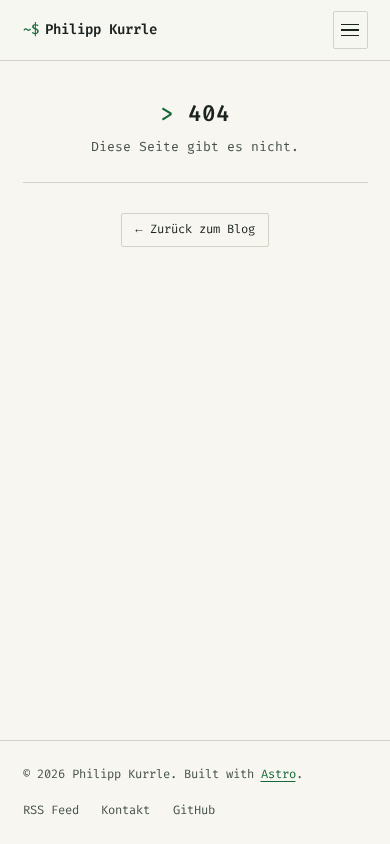 ~$ Philipp Kurrle
> 404
Diese Seite gibt es nicht.
← Zurück zum Blog
© 2026 Philipp Kurrle. Built with Astro.
RSS Feed Kontakt GitHub